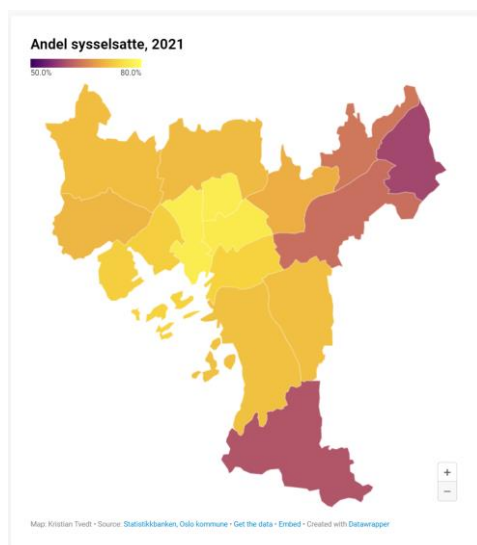 Andel sysselsatte, 2021
50.0% 80.0%
+
−
Map: Kristian Tvedt • Source: Statistikkbanken, Oslo kommune • Get the data • Embed • Created with Datawrapper